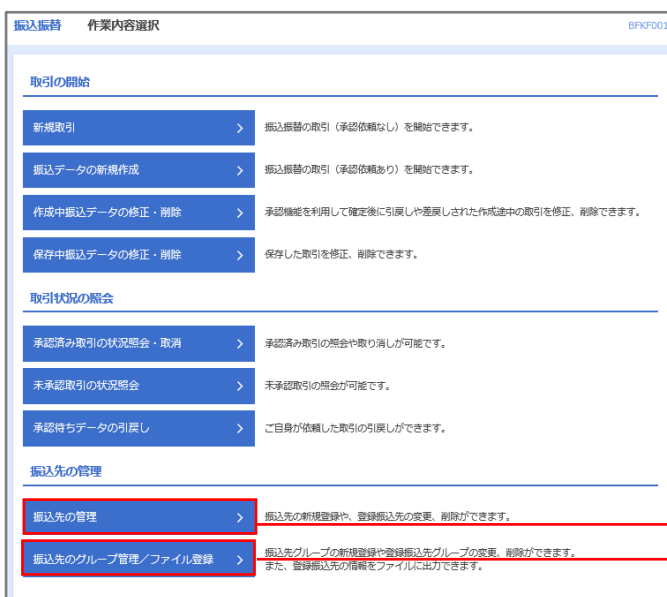 振込振替 作業内容選択 BFKF001
取引の開始
新規取引 振込振替の取引（承認依頼なし）を開始できます。
振込データの新規作成 振込振替の取引（承認依頼あり）を開始できます。
作成中振込データの修正・削除 承認機能を利用して確定後に引戻しや差戻しされた作成途中の取引を修正、削除できます。
保存中振込データの修正・削除 保存した取引を修正、削除できます。
取引状況の照会
承認済み取引の状況照会・取消 承認済み取引の照会や取り消しが可能です。
未承認取引の状況照会 未承認取引の照会が可能です。
承認待ちデータの引戻し ご自身が依頼した取引の引戻しができます。
振込先の管理
振込先の管理 振込先の新規登録や、登録振込先の変更、削除ができます。
振込先のグループ管理／ファイル登録 振込先グループの新規登録や登録振込先グループの変更、削除ができます。
また、登録振込先の情報をファイルに出力できます。